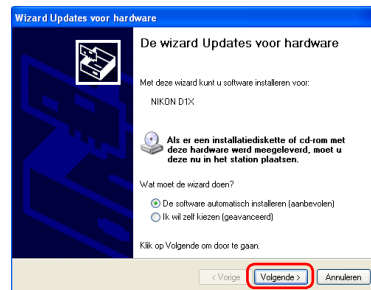 Wizard Updates voor hardware
De wizard Updates voor hardware
Met deze wizard kunt u software installeren voor:
NIKON D1X
Als er een installatiediskette of cd-rom met
deze hardware werd meegeleverd, moet u
deze nu in het station plaatsen.
Wat moet de wizard doen?
De software automatisch installeren (aanbevolen)
Ik wil zelf kiezen (geavanceerd)
Klik op Volgende om door te gaan.
< Vorige
Volgende >
Annuleren